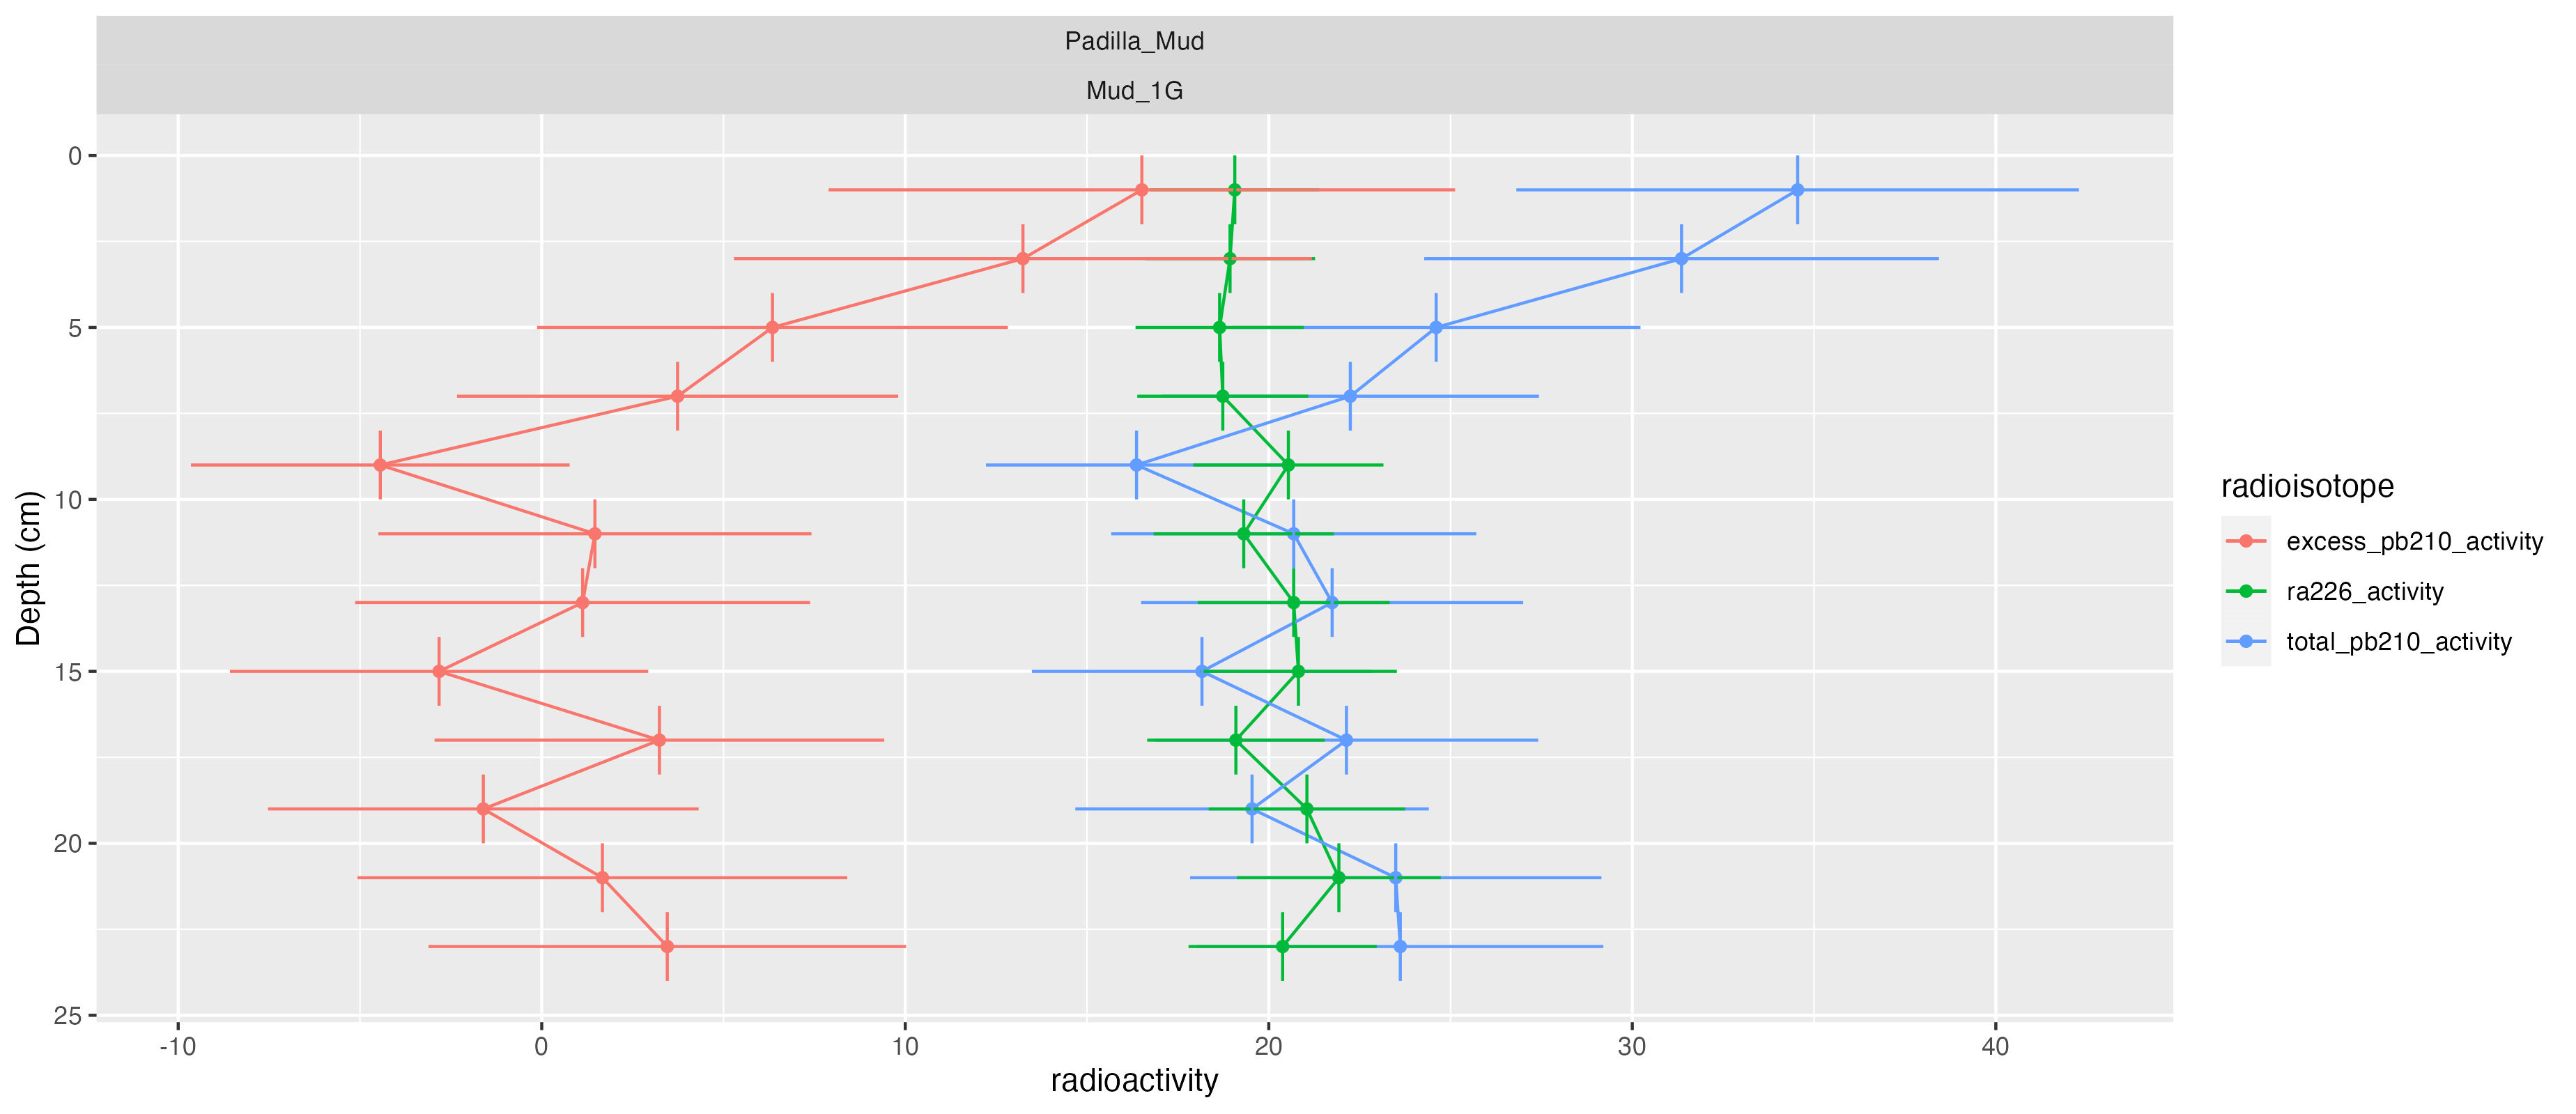 Padilla_Mud
Mud_1G
0
5
10
15
20
25
Depth (cm)
-10 0 10 20 30 40
radioactivity
radioisotope
excess_pb210_activity
ra226_activity
total_pb210_activity